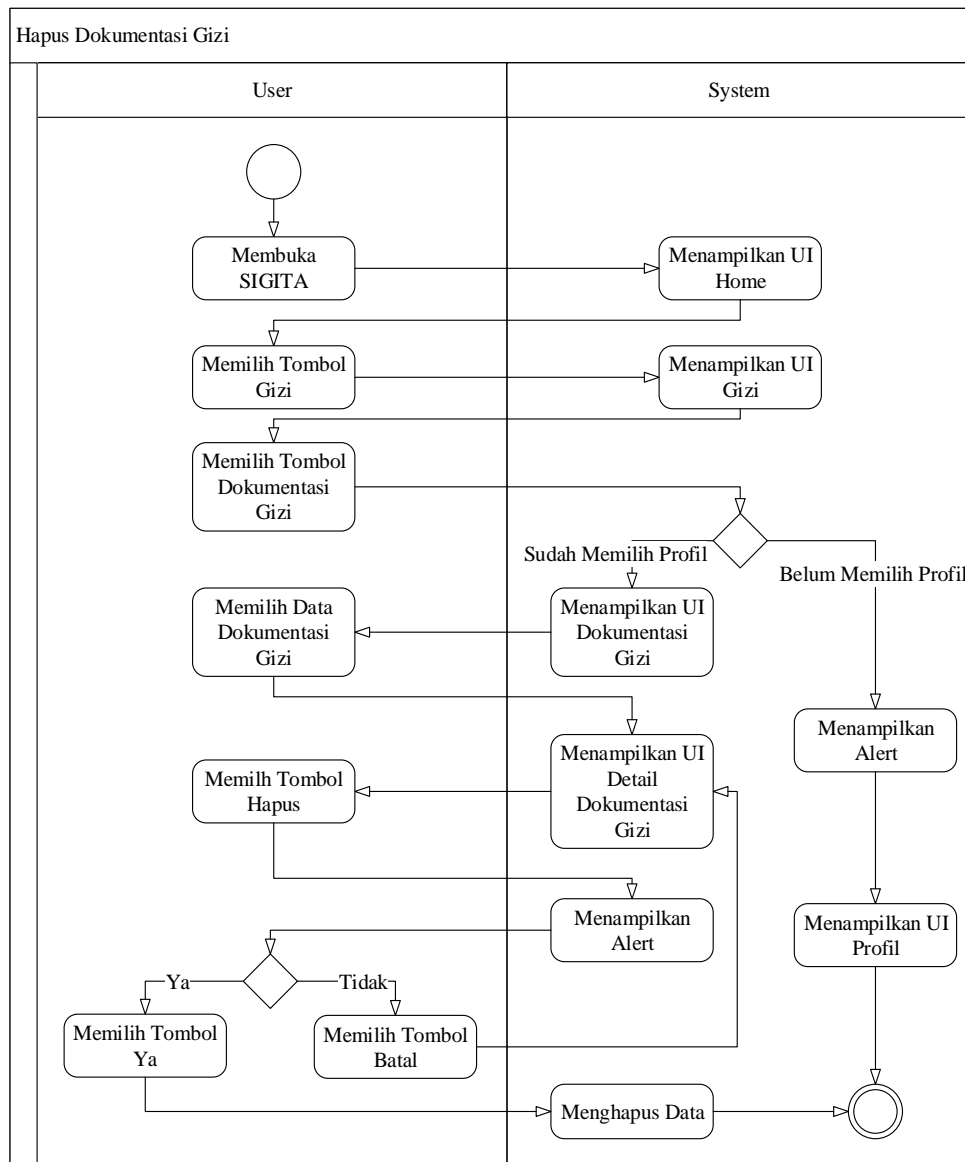 Hapus Dokumentasi Gizi
User
System
Membuka
SIGITA
Menampilkan UI
Home
Memilih Tombol
Gizi
Menampilkan UI
Gizi
Memilih Tombol
Dokumentasi
Gizi
Sudah Memilih Profil
Belum Memilih Profil
Memilih Data
Dokumentasi
Gizi
Menampilkan UI
Dokumentasi
Gizi
Menampilkan
Alert
Memilh Tombol
Hapus
Menampilkan UI
Detail
Dokumentasi
Gizi
Menampilkan
Alert
Menampilkan UI
Profil
Ya
Tidak
Memilih Tombol
Ya
Memilih Tombol
Batal
Menghapus Data